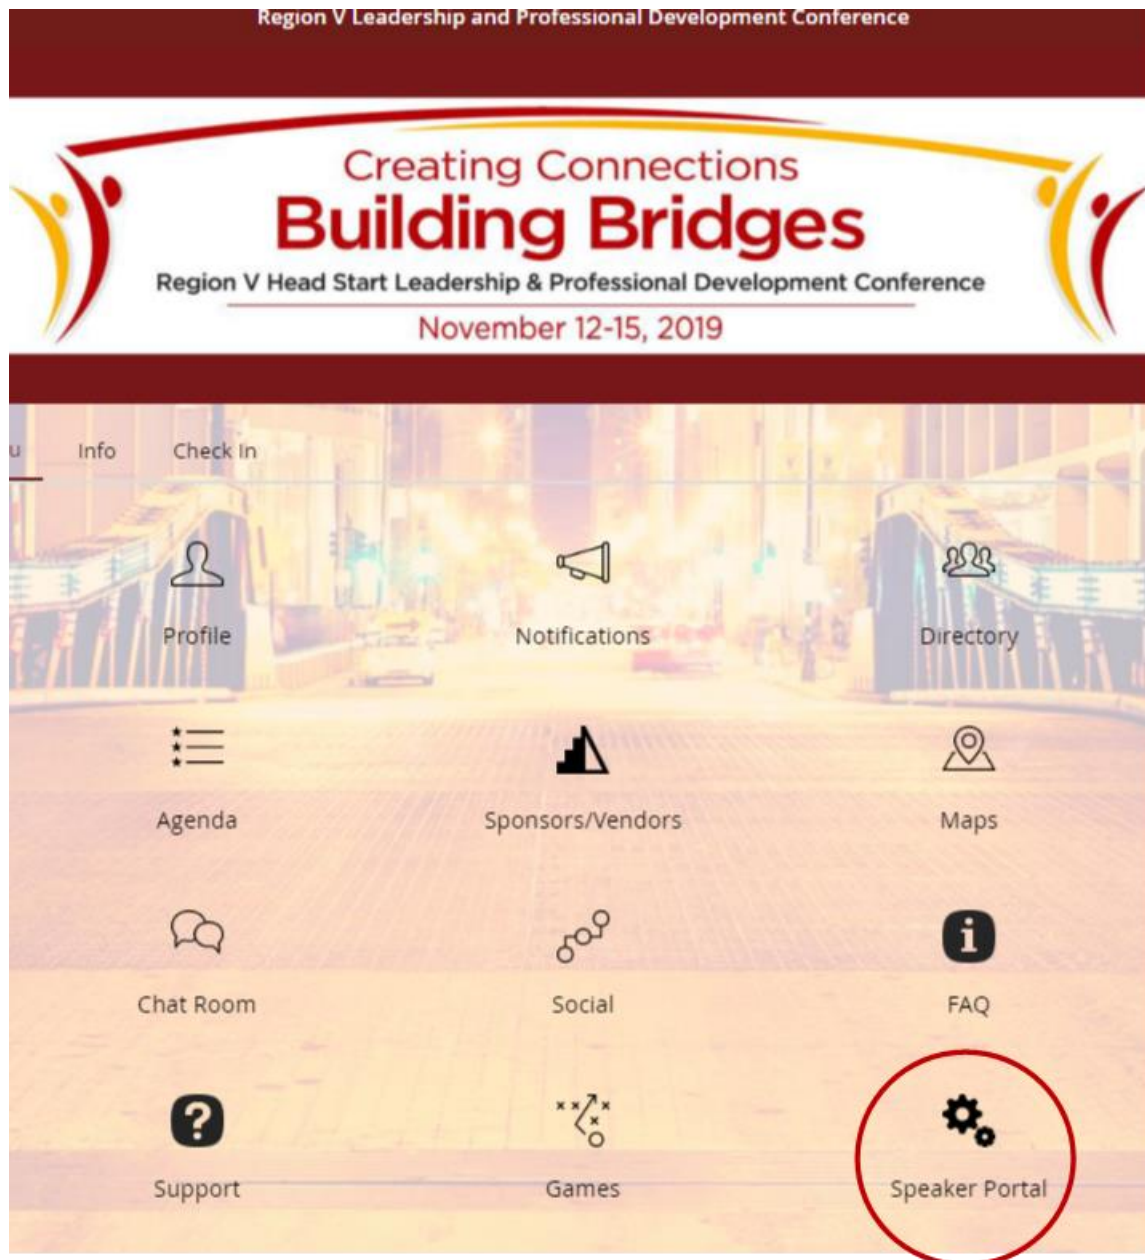 Region V Leadership and Professional Development Conference
Creating Connections
Building Bridges
Region V Head Start Leadership & Professional Development Conference
November 12-15, 2019
u Info Check In
Profile Notifications Directory
Agenda Sponsors/Vendors Maps
Chat Room Social FAQ
Support Games Speaker Portal